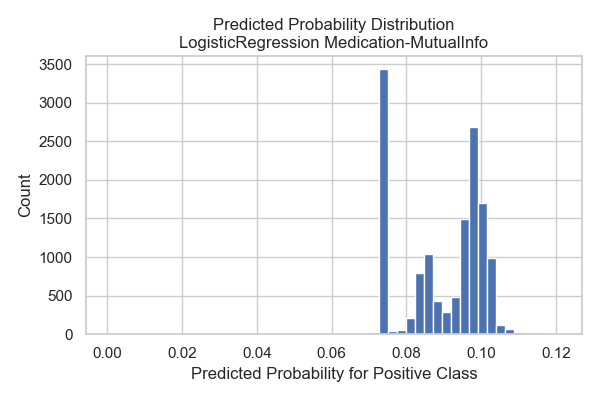 Predicted Probability Distribution
LogisticRegression Medication-MutualInfo
3500
3000
2500
2000
1500
1000
500
0
Count
0.00 0.02 0.04 0.06 0.08 0.10 0.12
Predicted Probability for Positive Class